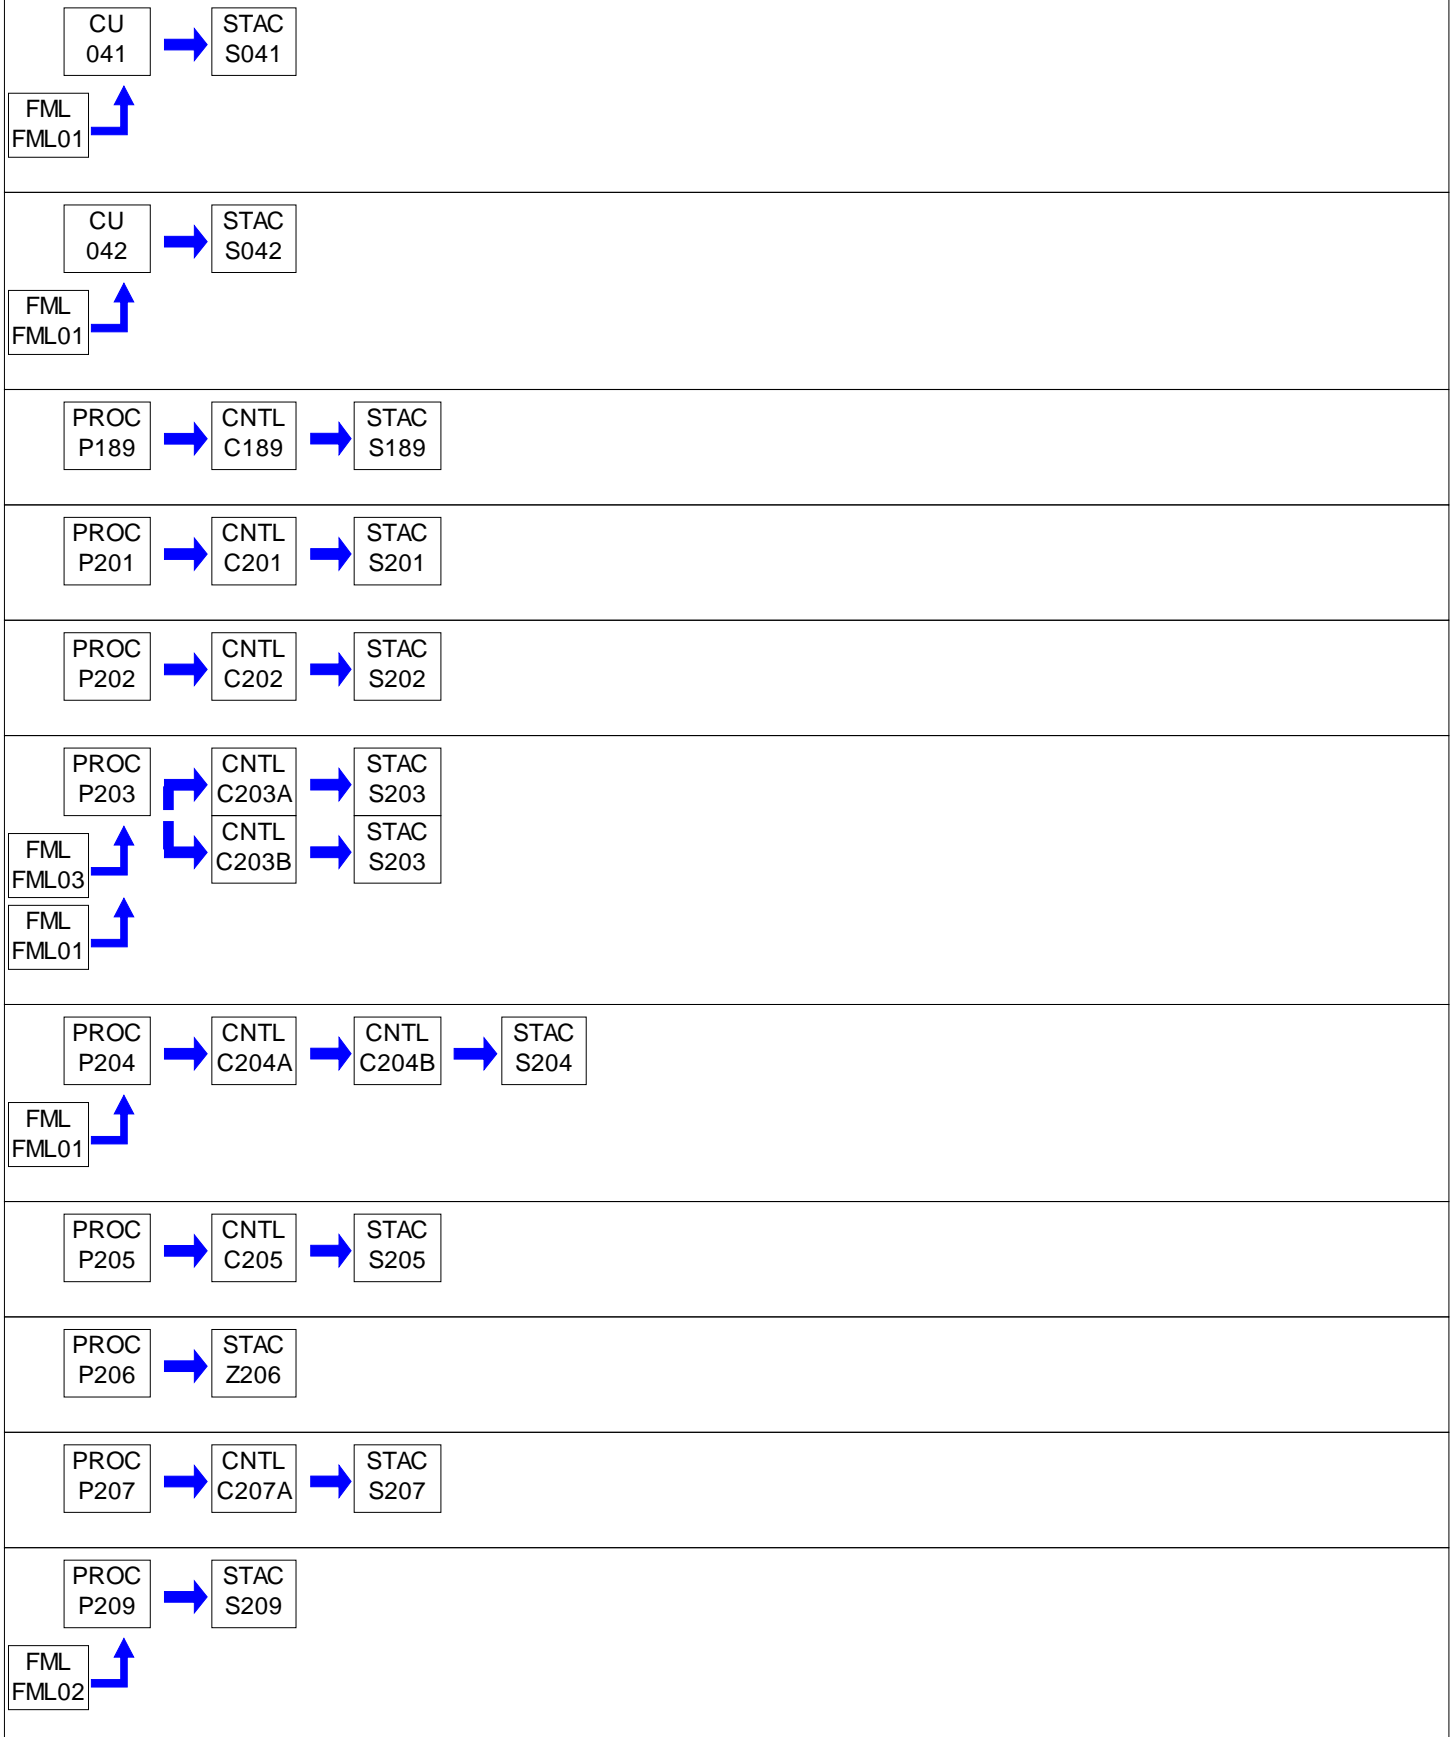 CU
041
STAC
S041
FML
FML01
CU
042
STAC
S042
FML
FML01
PROC
P189
CNTL
C189
STAC
S189
PROC
P201
CNTL
C201
STAC
S201
PROC
P202
CNTL
C202
STAC
S202
PROC
P203
CNTL
C203A
STAC
S203
CNTL
C203B
STAC
S203
FML
FML03
FML
FML01
PROC
P204
CNTL
C204A
CNTL
C204B
STAC
S204
FML
FML01
PROC
P205
CNTL
C205
STAC
S205
PROC
P206
STAC
Z206
PROC
P207
CNTL
C207A
STAC
S207
PROC
P209
STAC
S209
FML
FML02